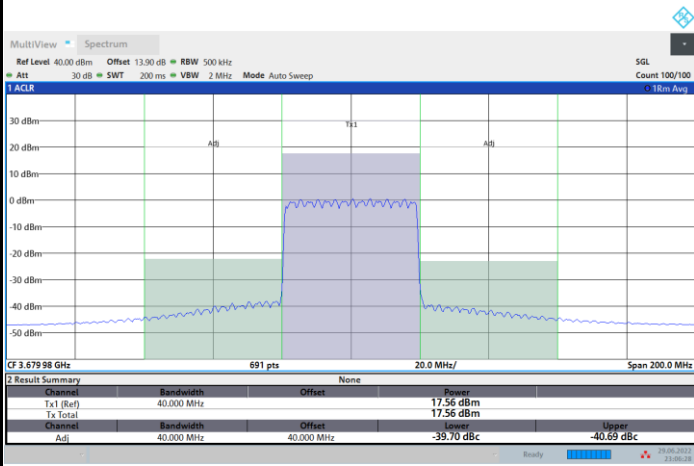 MultiView Spectrum
Ref Level 40.00 dBm Offset 13.90 dB RBW 500 kHz SGL
Att 30 dB SWT 200 ms VBW 2 MHz Mode Auto Sweep Count 100/100
1 ACLR 1Rm Avg
30 dBm
Tx1
20 dBm Adj Adj
10 dBm
0 dBm
-10 dBm
-20 dBm
-30 dBm
-40 dBm
-50 dBm
CF 3.679 98 GHz 691 pts 20.0 MHz/ Span 200.0 MHz
2 Result Summary None
Channel Bandwidth Offset Power
Tx1 (Ref) 40.000 MHz 17.56 dBm
Tx Total 17.56 dBm
Channel Bandwidth Offset Lower Upper
Adj 40.000 MHz 40.000 MHz -39.70 dBc -40.69 dBc
Ready 29.06.2022
23:06:28